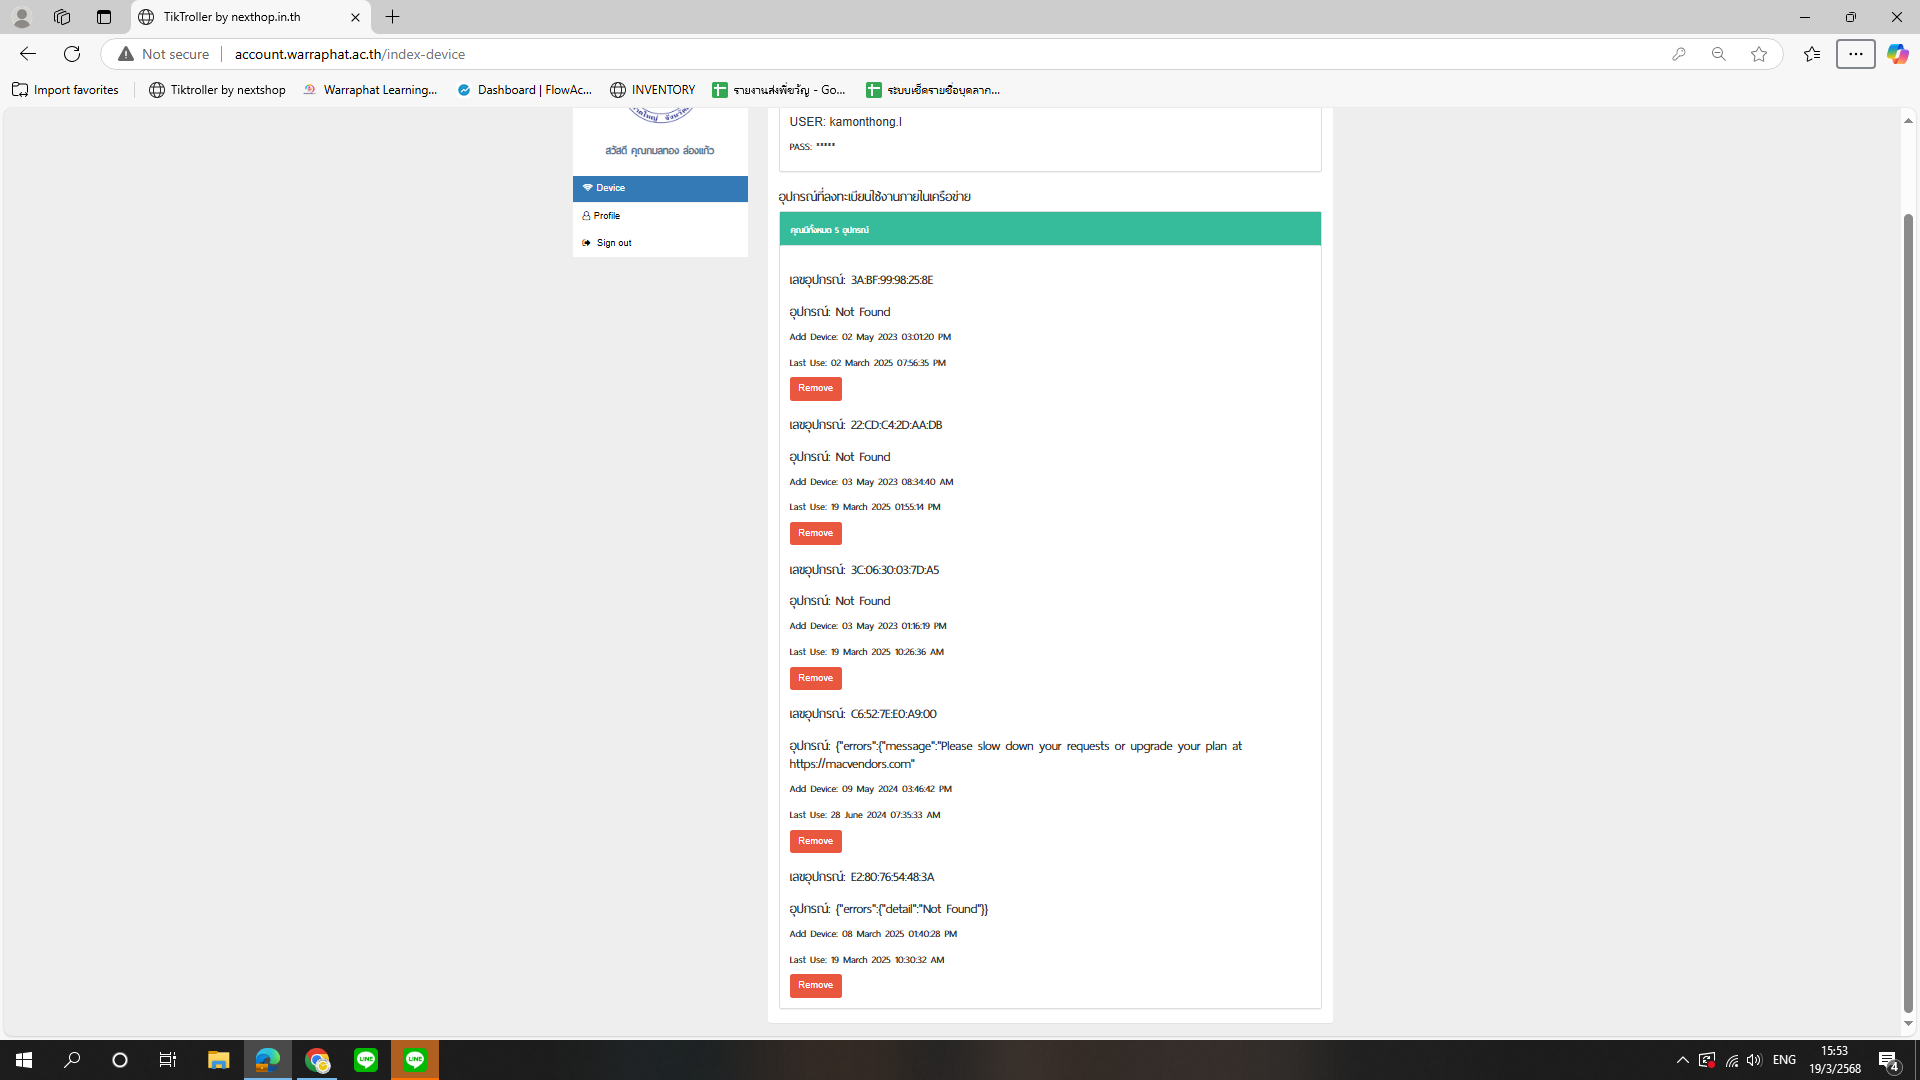 TikTroller by nexthop.in.th
Not secure
account.warraphat.ac.th/index-device
Import favorites
Tiktroller by nextshop
Warraphat Learning...
Dashboard | FlowAc...
INVENTORY
รายงานส่งพี่ขวัญ - Go...
ระบบเช็ครายชื่อบุคลาก...
สวัสดี คุณกมลทอง ล่องแก้ว
Device
Profile
Sign out
USER: kamonthong.l
PASS: *****
อุปกรณ์ที่ลงทะเบียนใช้งานภายในเครือข่าย
คุณมีทั้งหมด 5 อุปกรณ์
เลขอุปกรณ์: 3A:BF:99:98:25:8E
อุปกรณ์: Not Found
Add Device: 02 May 2023 03:01:20 PM
Last Use: 02 March 2025 07:56:35 PM
Remove
เลขอุปกรณ์: 22:CD:C4:2D:AA:DB
อุปกรณ์: Not Found
Add Device: 03 May 2023 08:34:40 AM
Last Use: 19 March 2025 01:55:14 PM
Remove
เลขอุปกรณ์: 3C:06:30:03:7D:A5
อุปกรณ์: Not Found
Add Device: 03 May 2023 01:16:19 PM
Last Use: 19 March 2025 10:26:36 AM
Remove
เลขอุปกรณ์: C6:52:7E:E0:A9:00
อุปกรณ์: {"errors":{"message":"Please slow down your requests or upgrade your plan at
https://macvendors.com"
Add Device: 09 May 2024 03:46:42 PM
Last Use: 28 June 2024 07:35:33 AM
Remove
เลขอุปกรณ์: E2:80:76:54:48:3A
อุปกรณ์: {"errors":{"detail":"Not Found"}}
Add Device: 08 March 2025 01:40:28 PM
Last Use: 19 March 2025 10:30:32 AM
Remove
ENG
15:53
19/3/2568
4